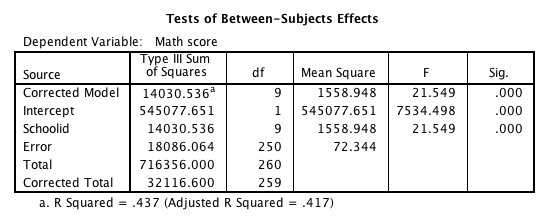 Tests of Between-Subjects Effects
Dependent Variable: Math score
Source Type III Sum of Squares df Mean Square F Sig.
Corrected Model 14030.536a 9 1558.948 21.549 .000
Intercept 545077.651 1 545077.651 7534.498 .000
Schoolid 14030.536 9 1558.948 21.549 .000
Error 18086.064 250 72.344
Total 716356.000 260
Corrected Total 32116.600 259
a. R Squared = .437 (Adjusted R Squared = .417)